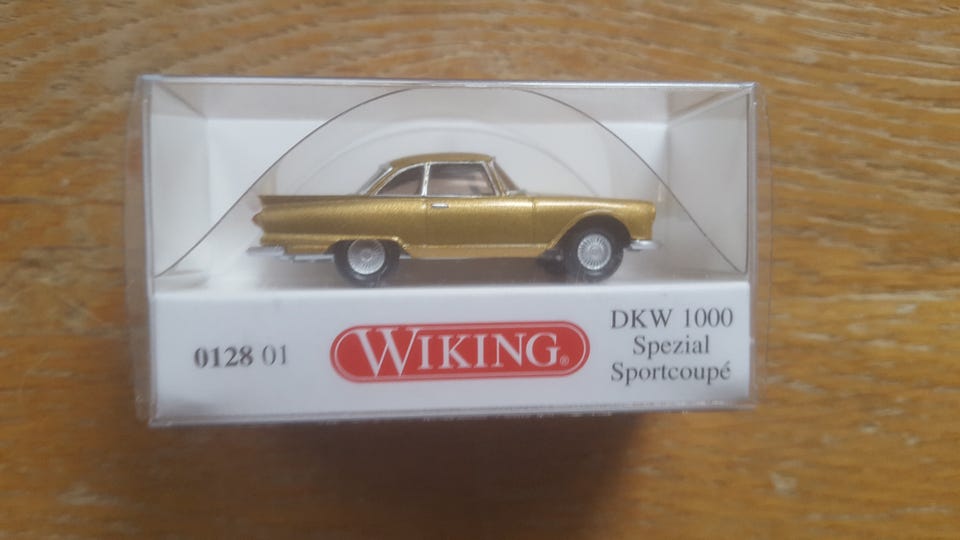 0128 01
WIKING®
DKW 1000
Spezial
Sportcoupé